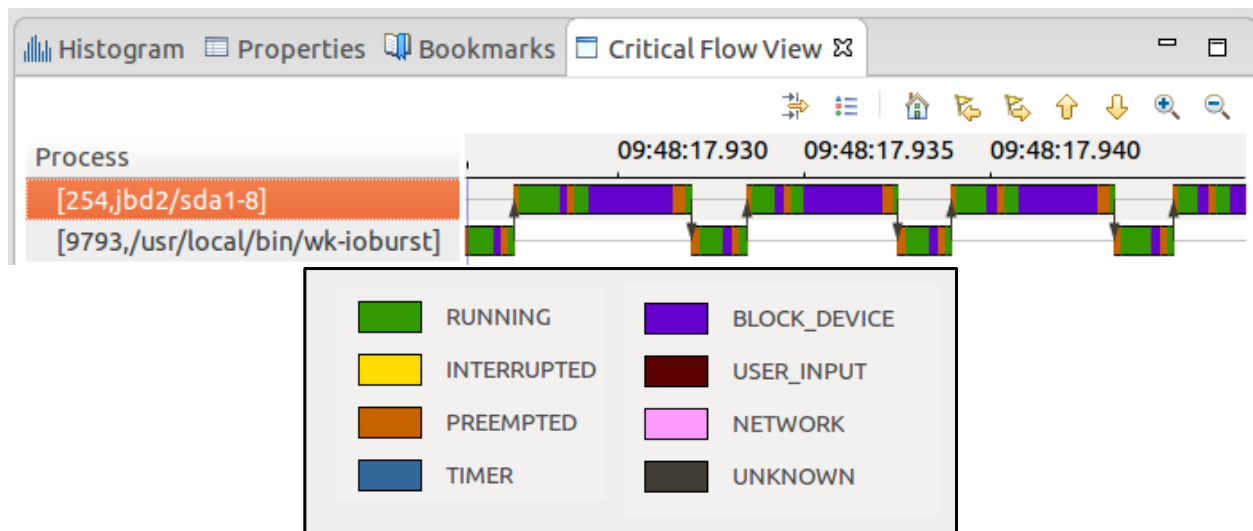 Histogram Properties Bookmarks Critical Flow View
Process 09:48:17.930 09:48:17.935 09:48:17.940
[254,jbd2/sda1-8]
[9793,/usr/local/bin/wk-ioburst]
RUNNING BLOCK_DEVICE
INTERRUPTED USER_INPUT
PREEMPTED NETWORK
TIMER UNKNOWN